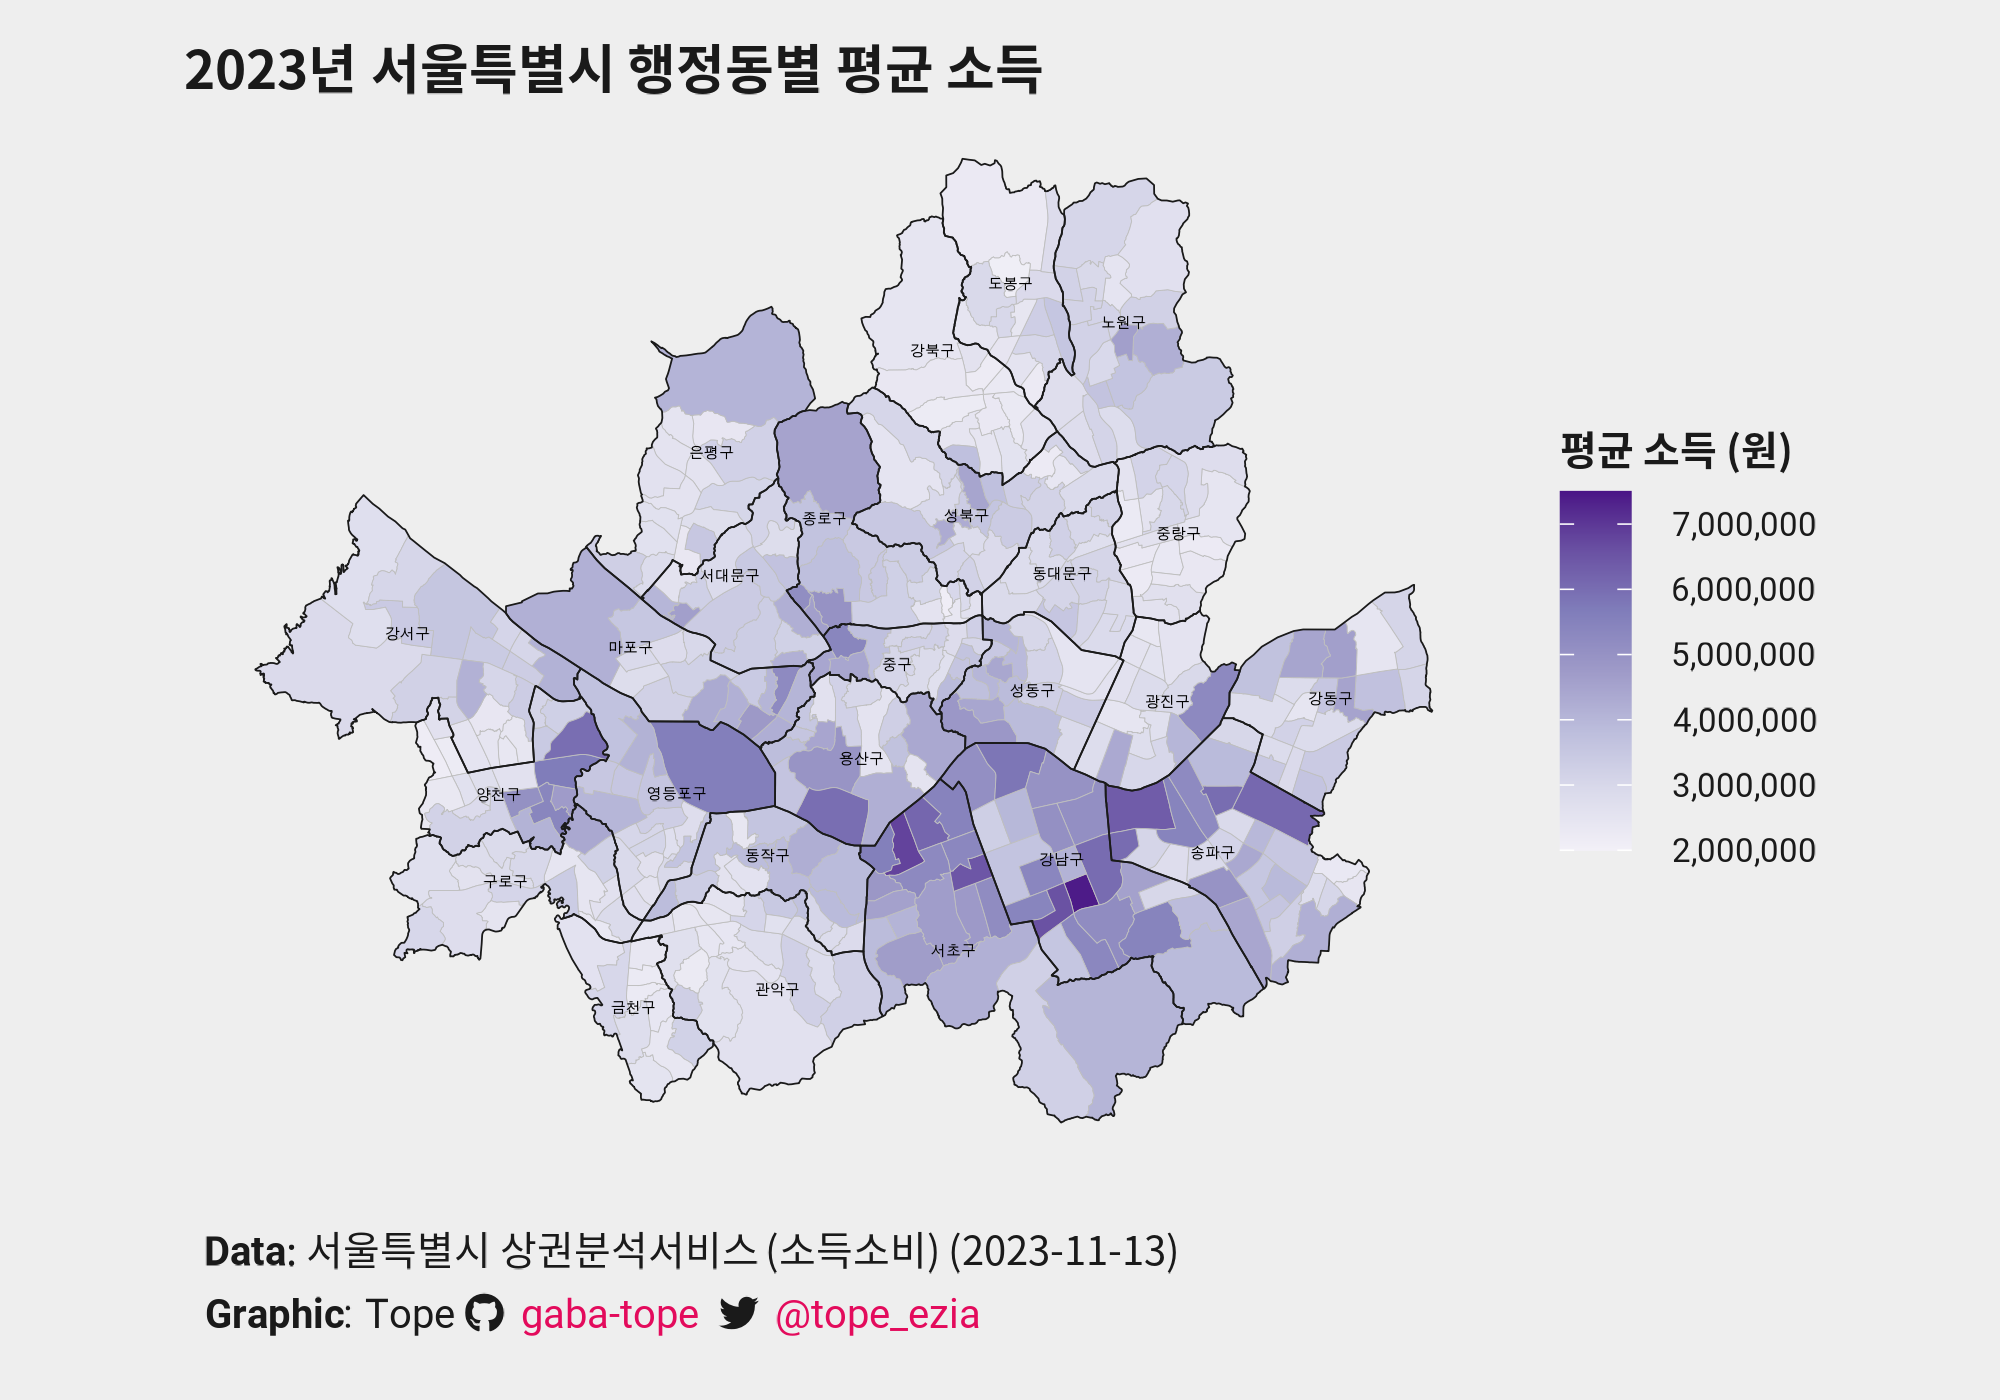 2023년 서울특별시 행정동별 평균 소득
도봉구
노원구
강북구
은평구
종로구
성북구
중랑구
서대문구
동대문구
강서구
마포구
중구
성동구
광진구
강동구
용산구
양천구
영등포구
동작구
강남구
송파구
구로구
서초구
관악구
금천구
평균 소득 (원)
7,000,000
6,000,000
5,000,000
4,000,000
3,000,000
2,000,000
Data: 서울특별시 상권분석서비스 (소득소비) (2023-11-13)
Graphic: Tope gaba-tope @tope_ezia